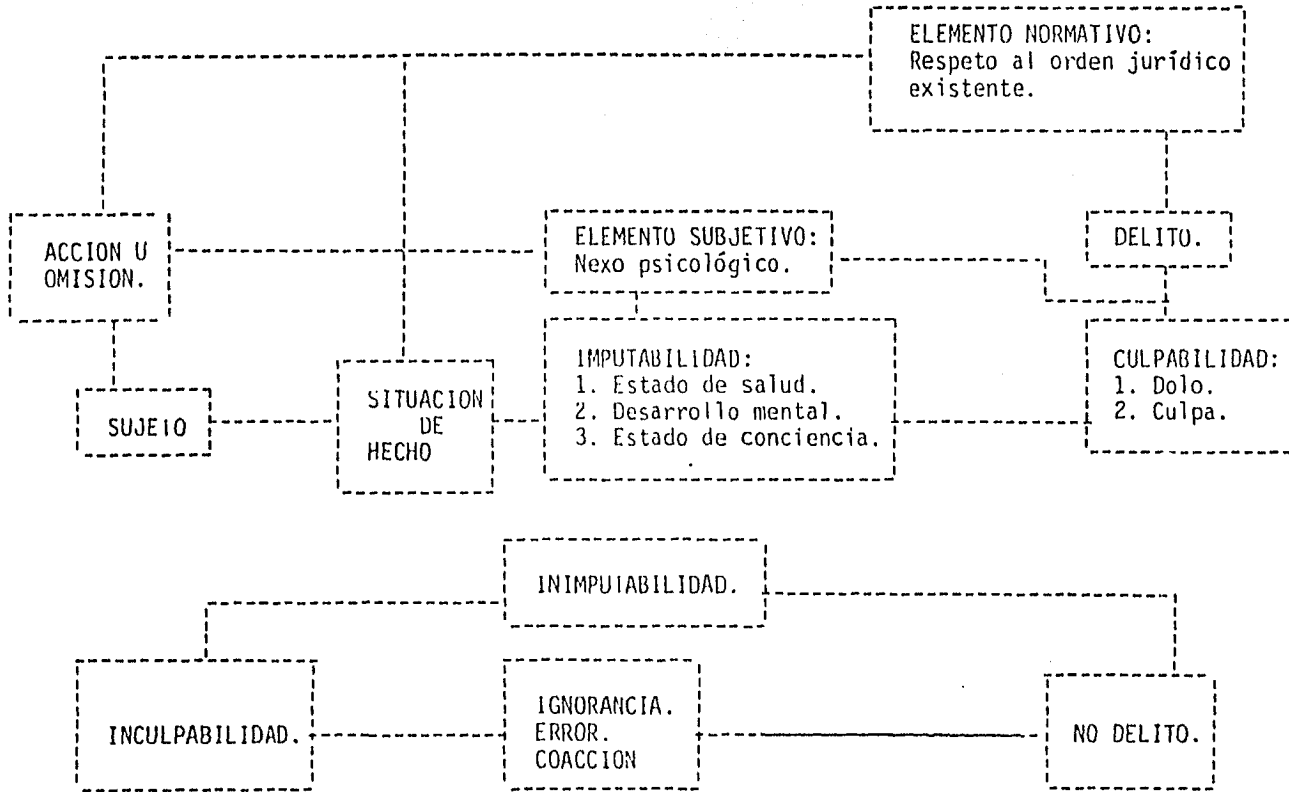 ELEMENTO NORMATIVO:
Respeto al orden jurídico
existente.
ACCION U
OMISION.
ELEMENTO SUBJETIVO:
Nexo psicológico.
DELITO.
SUJETO
SITUACION
DE
HECHO
IMPUTABILIDAD:
1. Estado de salud.
2. Desarrollo mental.
3. Estado de conciencia.
CULPABILIDAD:
1. Dolo.
2. Culpa.
INIMPUTABILIDAD.
INCULPABILIDAD.
IGNORANCIA.
ERROR.
COACCION
NO DELITO.